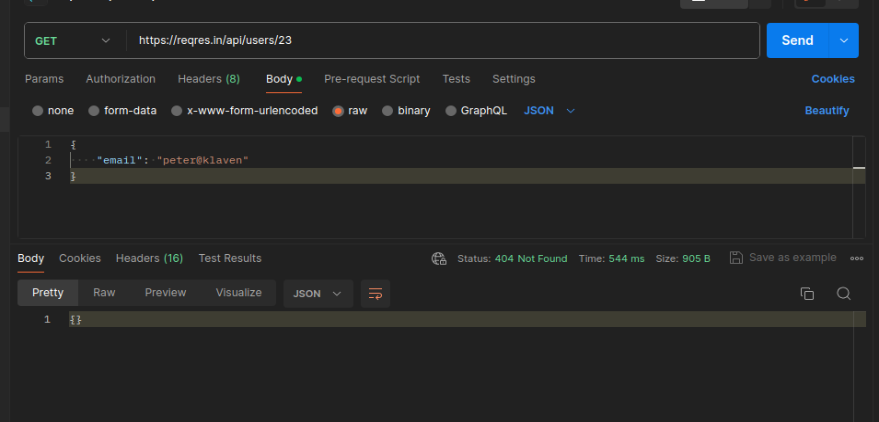 GET https://reqres.in/api/users/23 Send
Params Authorization Headers (8) Body Pre-request Script Tests Settings Cookies
none form-data x-www-form-urlencoded raw binary GraphQL JSON Beautify
1 {
2 "email": "peter@klaven"
3 }
Body Cookies Headers (16) Test Results Status: 404 Not Found Time: 544 ms Size: 905 B Save as example
Pretty Raw Preview Visualize JSON
1 {}